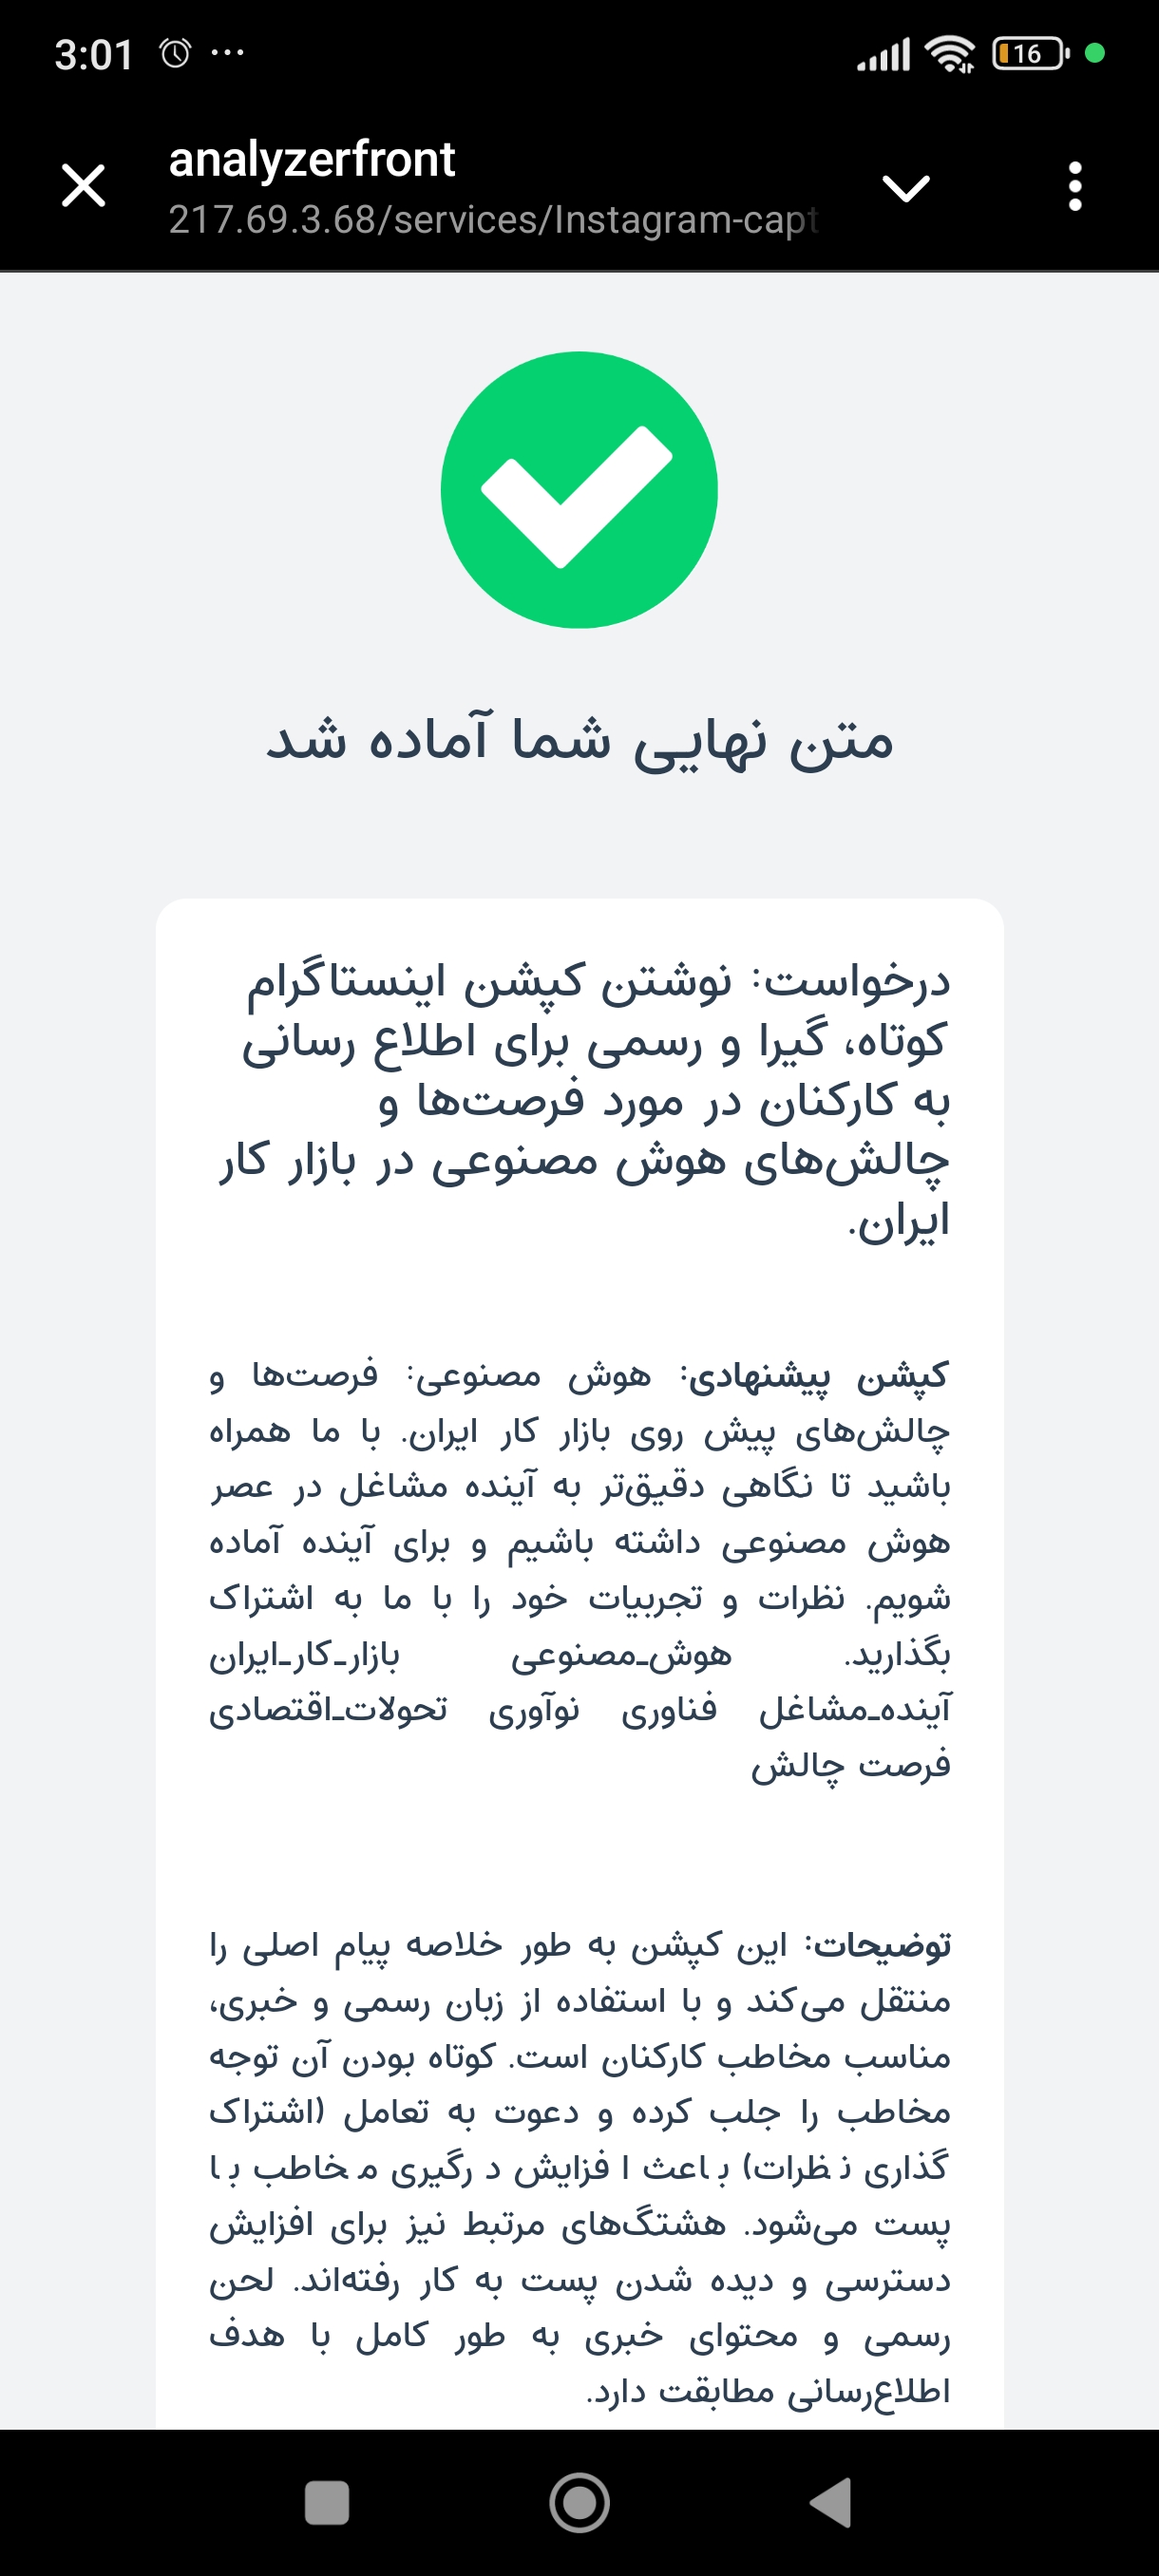 3:01 ...
16
analyzerfront
217.69.3.68/services/Instagram-capt
متن نهایی شما آماده شد
درخواست: نوشتن کپشن اینستاگرام
کوتاه، گیرا و رسمی برای اطلاع رسانی
به کارکنان در مورد فرصت‌ها و
چالش‌های هوش مصنوعی در بازار کار
ایران.
کپشن پیشنهادی: هوش مصنوعی: فرصت‌ها و
چالش‌های پیش روی بازار کار ایران. با ما همراه
باشید تا نگاهی دقیق‌تر به آینده مشاغل در عصر
هوش مصنوعی داشته باشیم و برای آینده آماده
شویم. نظرات و تجربیات خود را با ما به اشتراک
بگذارید. هوش_مصنوعی بازار_کار_ایران
آینده_مشاغل فناوری نوآوری تحولات_اقتصادی
فرصت چالش
توضیحات: این کپشن به طور خلاصه پیام اصلی را
منتقل می‌کند و با استفاده از زبان رسمی و خبری،
مناسب مخاطب کارکنان است. کوتاه بودن آن توجه
مخاطب را جلب کرده و دعوت به تعامل (اشتراک
گذاری نظرات) باعث افزایش درگیری مخاطب با
پست می‌شود. هشتگ‌های مرتبط نیز برای افزایش
دسترسی و دیده شدن پست به کار رفته‌اند. لحن
رسمی و محتوای خبری به طور کامل با هدف
اطلاع‌رسانی مطابقت دارد.